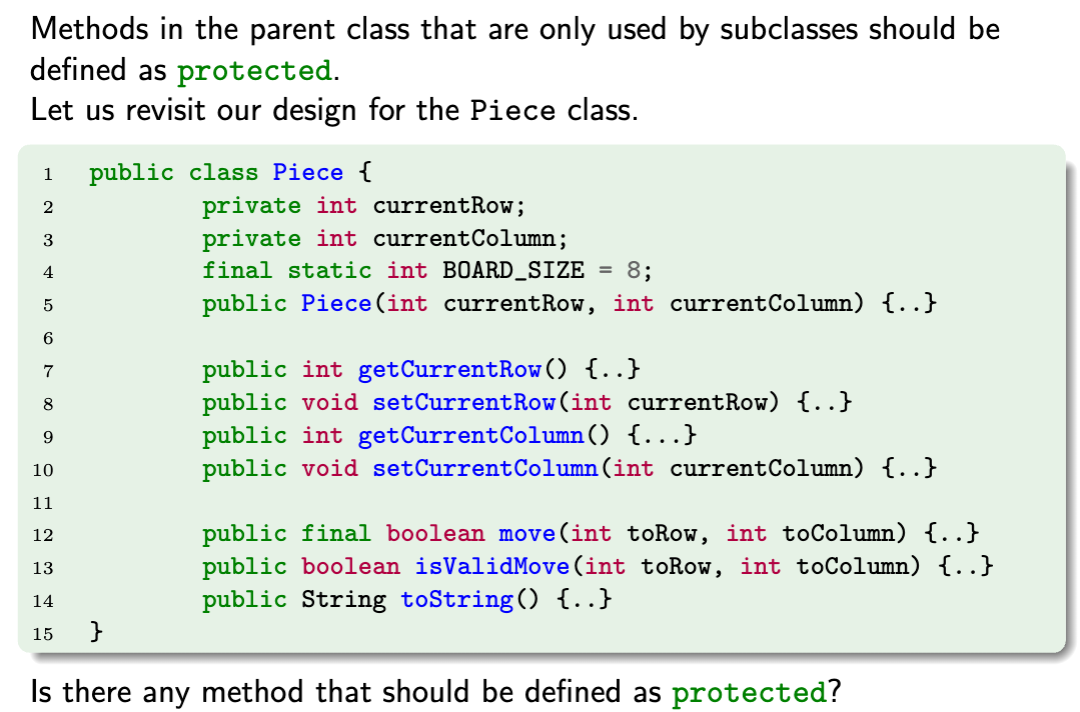 Methods in the parent class that are only used by subclasses should be
defined as protected.
Let us revisit our design for the Piece class.
1 public class Piece {
2 private int currentRow;
3 private int currentColumn;
4 final static int BOARD_SIZE = 8;
5 public Piece(int currentRow, int currentColumn) {..}
6
7 public int getCurrentRow() {..}
8 public void setCurrentRow(int currentRow) {..}
9 public int getCurrentColumn() {...}
10 public void setCurrentColumn(int currentColumn) {..}
11
12 public final boolean move(int toRow, int toColumn) {..}
13 public boolean isValidMove(int toRow, int toColumn) {..}
14 public String toString() {..}
15 }
Is there any method that should be defined as protected?